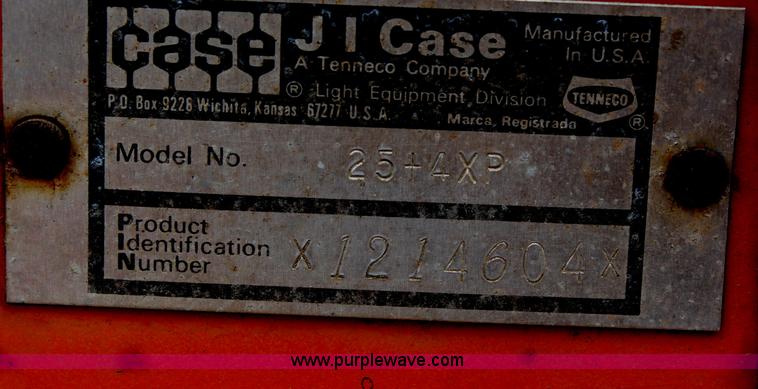 case
J I Case
Manufactured
In U.S.A.
A Tenneco Company
® Light Equipment Division
TENNECO
P.O. Box 9228 Wichita, Kansas 67277 U.S.A.
Marca Registrada ®
Model No. 25+4XP
Product
Identification
Number
X1214604X
www.purplewave.com